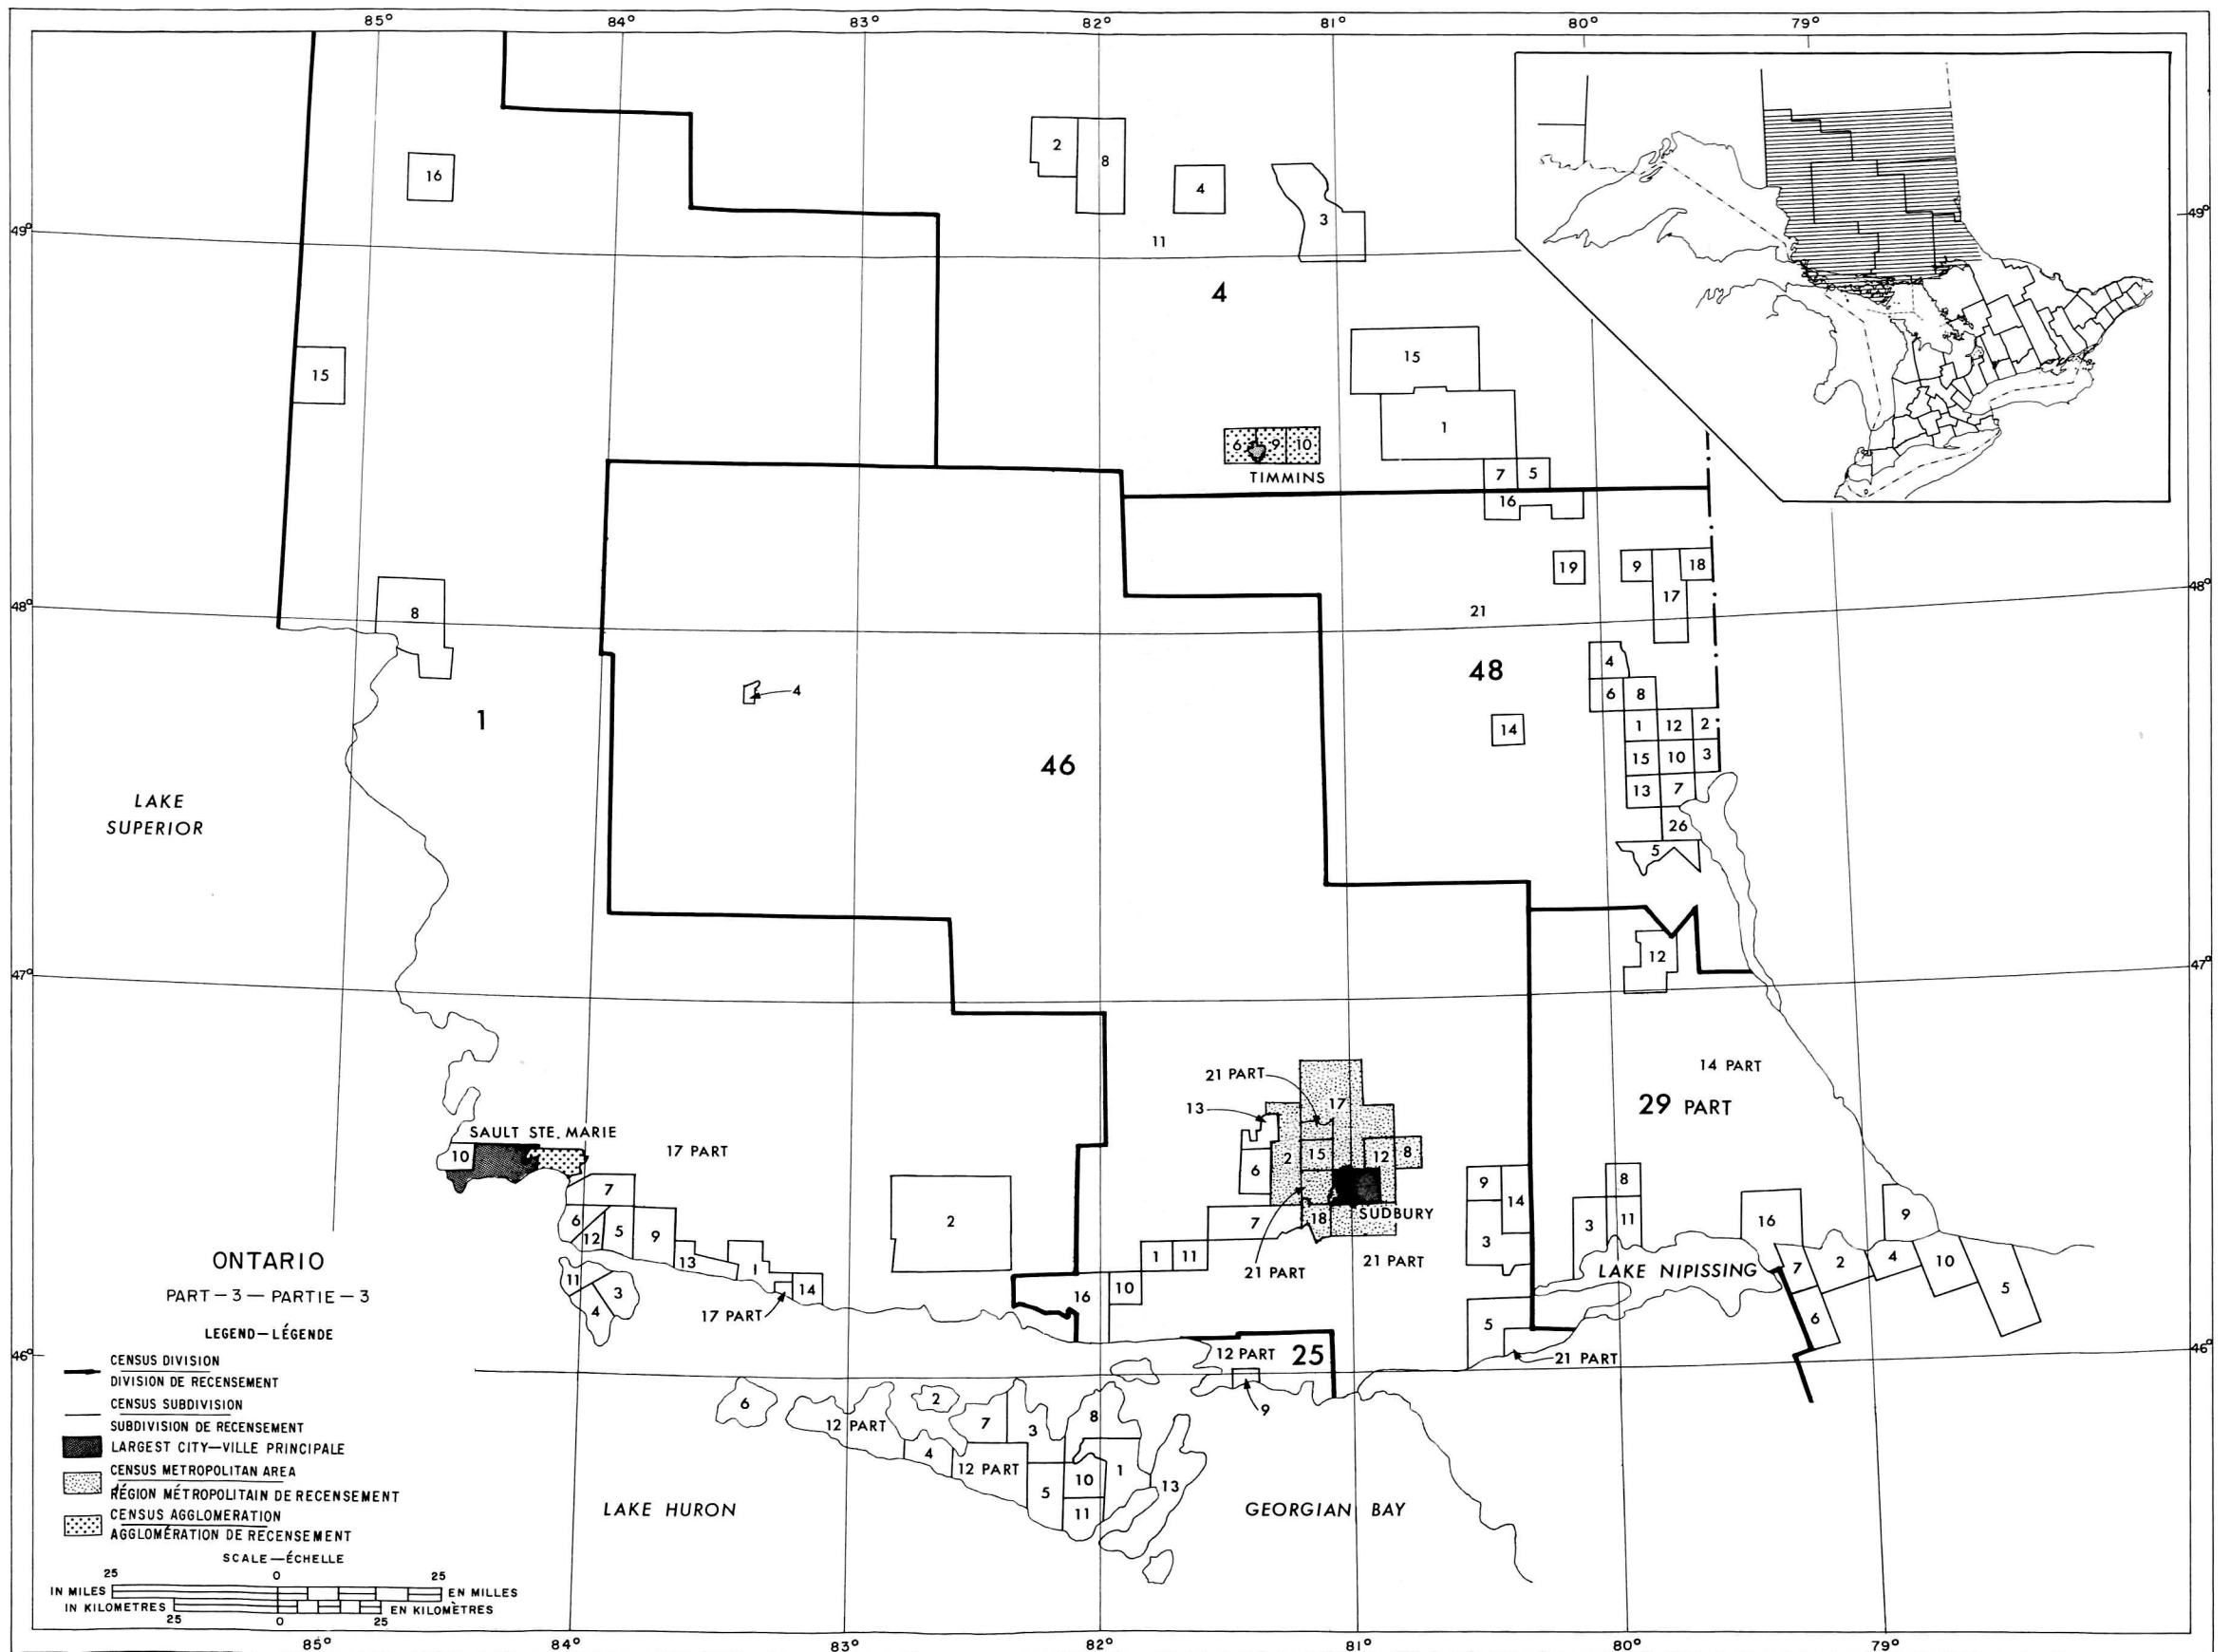 85° 84° 83° 82° 81° 80° 79°
2
8
16
4
3
49°
49°
11
4
15
15
1
6 9 10
TIMMINS
7 5
16
19
9
18
17
48°
48°
8
21
4
48
4
6 8
1
14
1 12 2
46
15 10 3
13 7
LAKE
SUPERIOR
26
5
12
47°
47°
14 PART
21 PART
17
29 PART
13
SAULT STE. MARIE
17 PART
10
2 15 12 8
6
7
9
14
8
2
SUDBURY
18
7
6
12
5
9
3
3
11
16
9
13
1
1 11
21 PART
21 PART
ONTARIO
PART – 3 — PARTIE – 3
11
3
4
17 PART
14
16
10
LAKE NIPISSING
7
2
4
10
5
6
LEGEND – LÉGENDE
5
21 PART
46°
46°
12 PART 25
9
CENSUS DIVISION
DIVISION DE RECENSEMENT
CENSUS SUBDIVISION
SUBDIVISION DE RECENSEMENT
LARGEST CITY — VILLE PRINCIPALE
CENSUS METROPOLITAN AREA
RÉGION MÉTROPOLITAIN DE RECENSEMENT
CENSUS AGGLOMERATION
AGGLOMÉRATION DE RECENSEMENT
6
12 PART
2
7
3
8
4
12 PART
5
10
1
11
13
LAKE HURON
GEORGIAN BAY
SCALE — ÉCHELLE
25 0 25
IN MILES EN MILLES
IN KILOMETRES EN KILOMÈTRES
25 0 25
85° 84° 83° 82° 81° 80° 79°